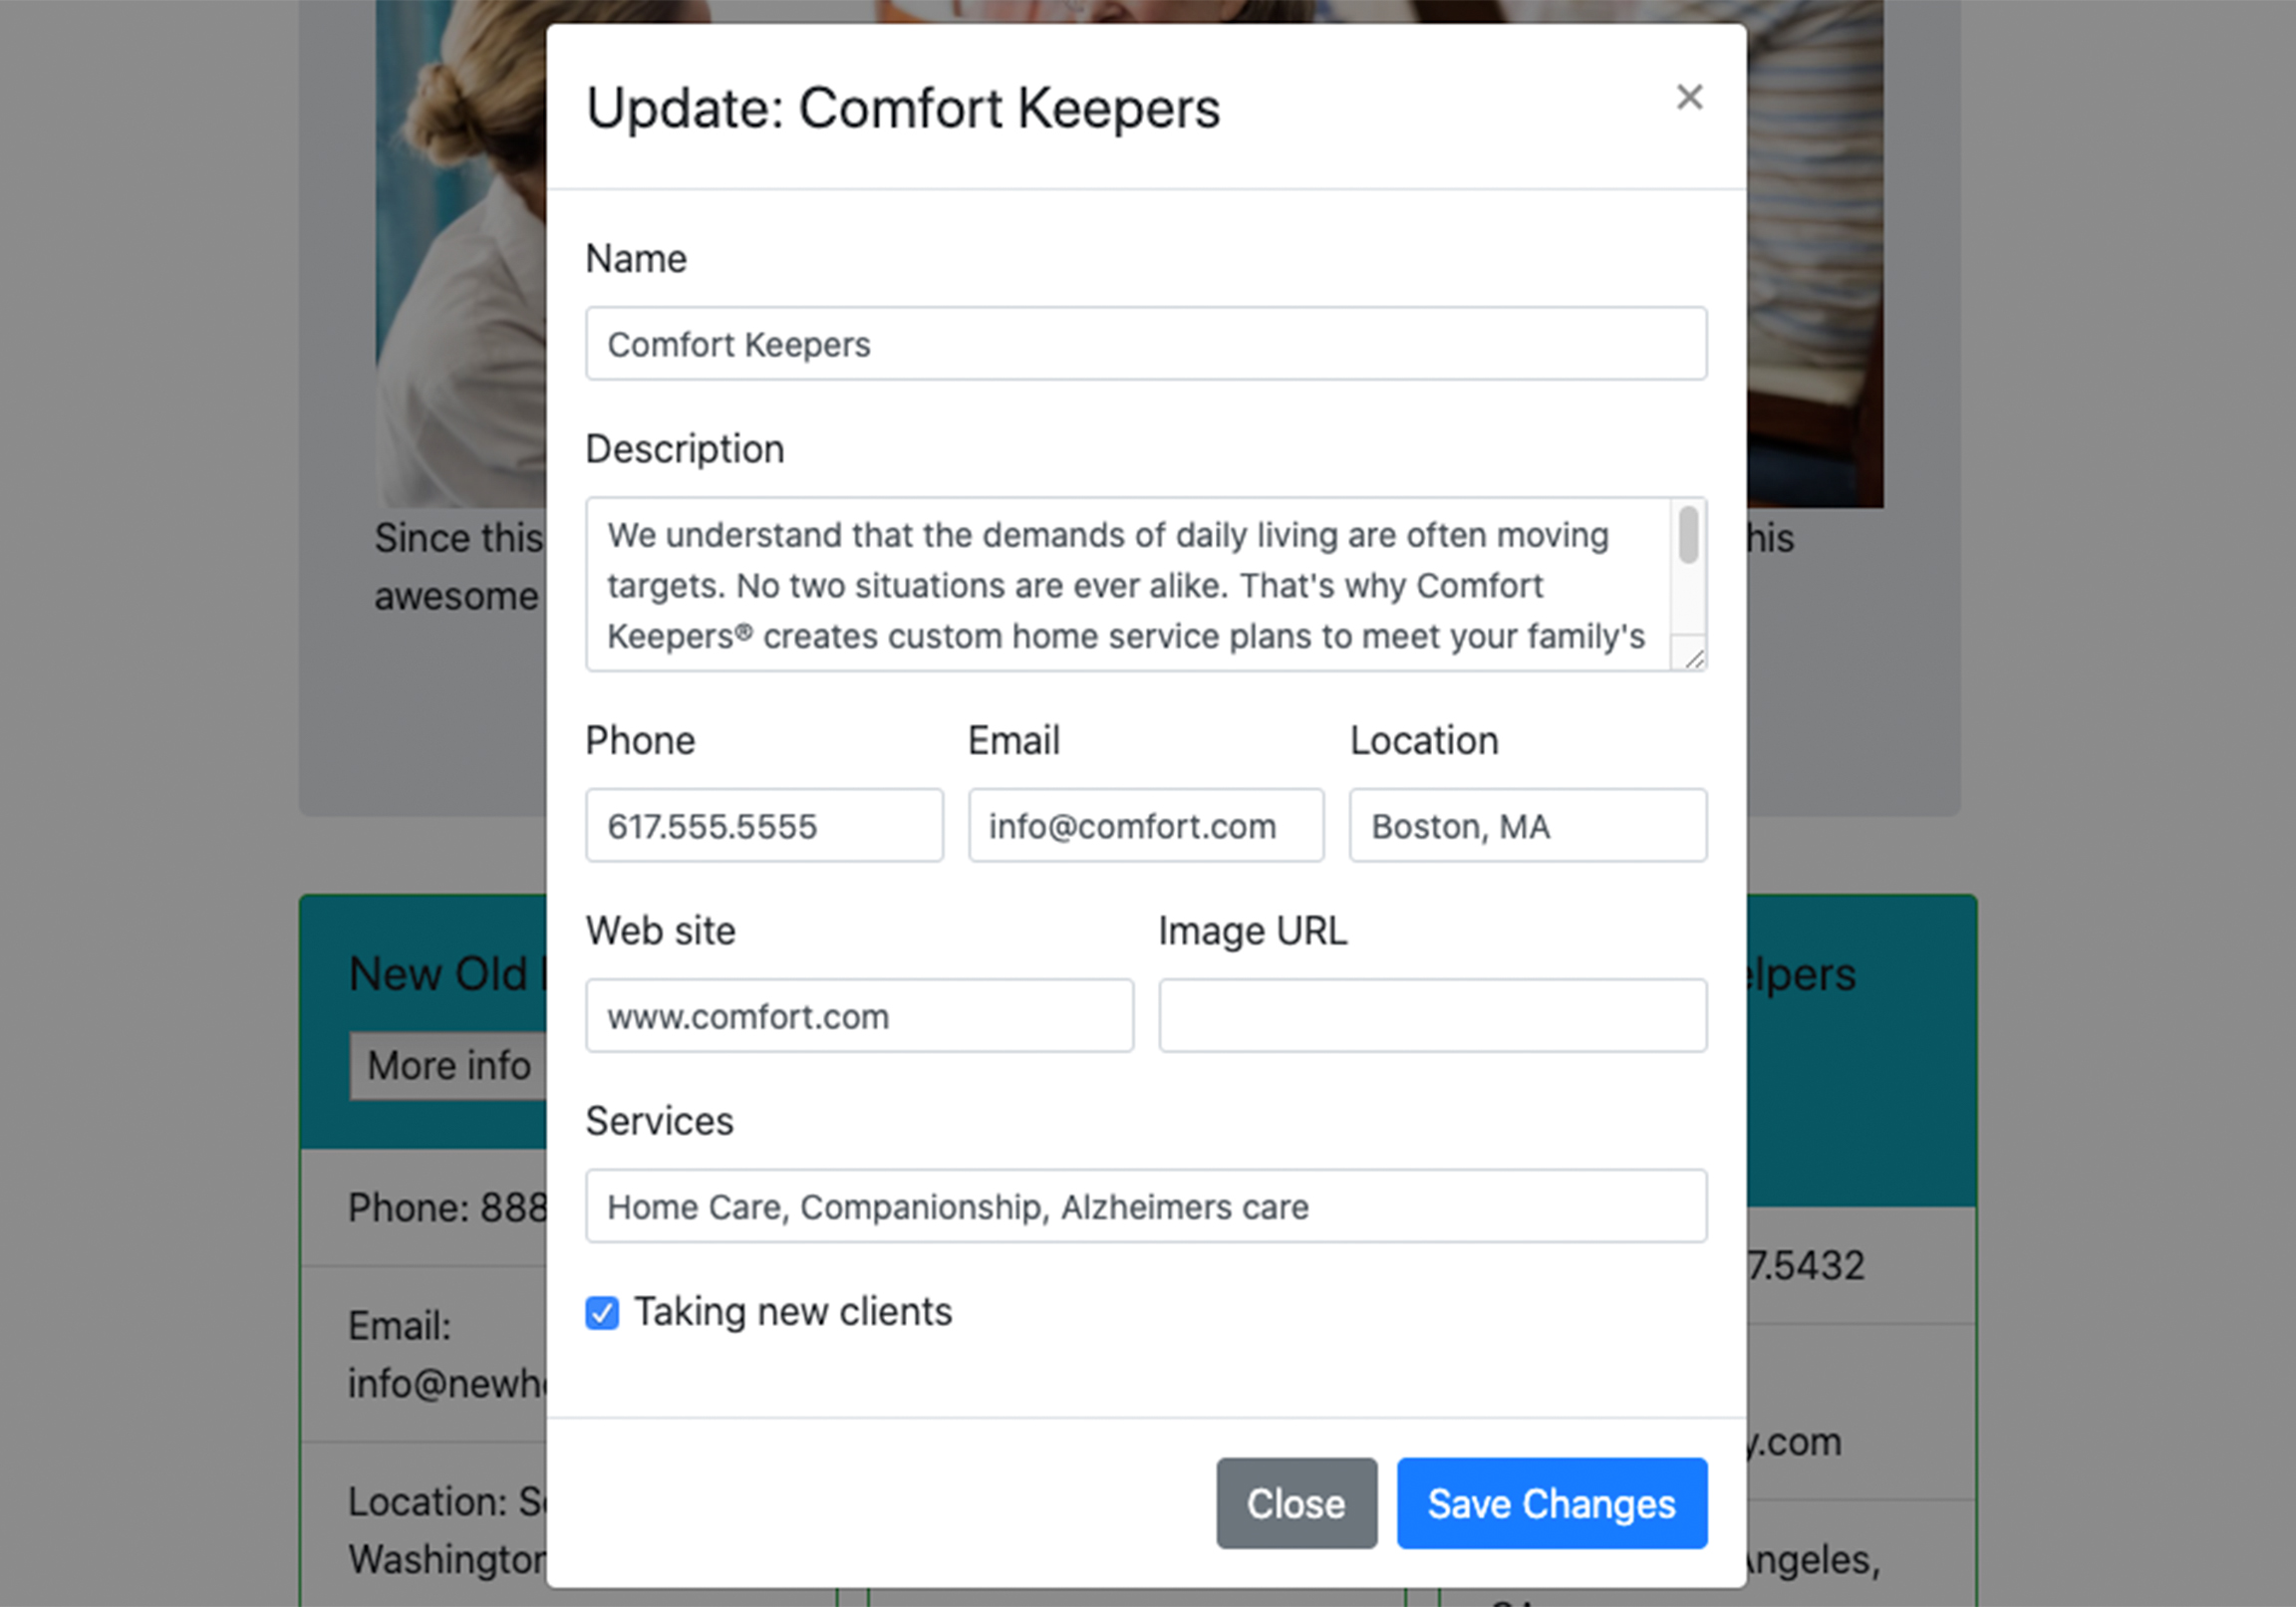 Update: Comfort Keepers
×
Name
Comfort Keepers
Description
We understand that the demands of daily living are often moving
targets. No two situations are ever alike. That's why Comfort
Keepers® creates custom home service plans to meet your family's
Phone Email Location
617.555.5555 info@comfort.com Boston, MA
Web site Image URL
www.comfort.com
Services
Home Care, Companionship, Alzheimers care
Taking new clients
Close Save Changes
Since this
awesome
his
New Old
More info
Phone: 888
Email:
info@newh
Location: S
Washington
elpers
7.5432
y.com
Angeles,